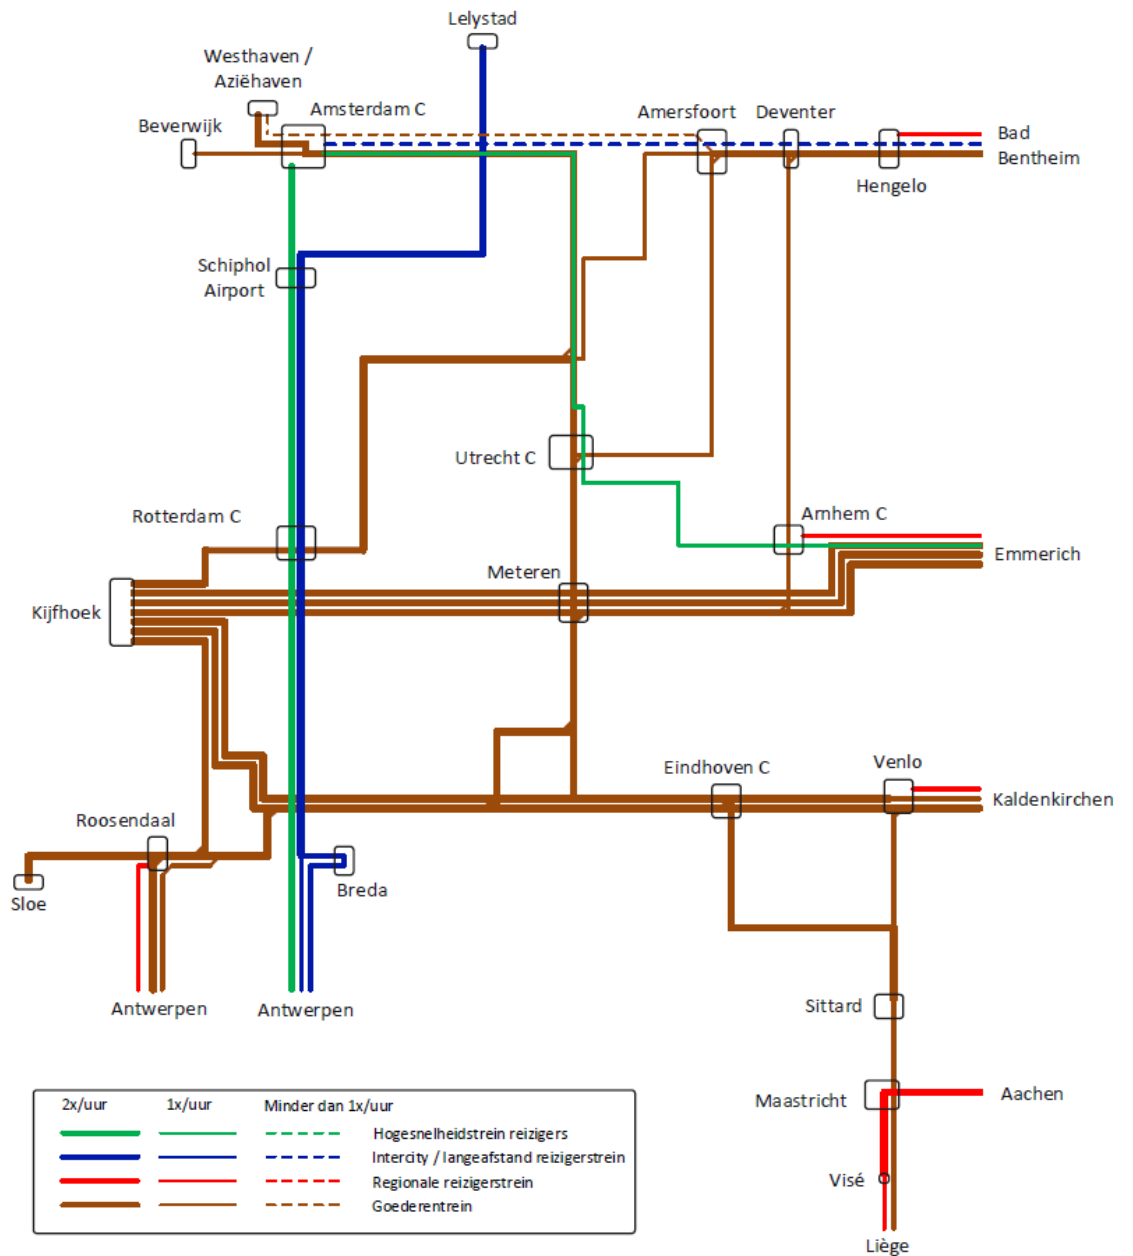 Lelystad
Westhaven /
Aziëhaven
Amsterdam C
Amersfoort
Deventer
Beverwijk
Bad
Bentheim
Hengelo
Schiphol
Airport
Utrecht C
Rotterdam C
Arnhem C
Emmerich
Meteren
Kijfhoek
Eindhoven C
Venlo
Kaldenkirchen
Roosendaal
Breda
Sloe
Antwerpen
Antwerpen
Sittard
Maastricht
Aachen
Visé
Liège
2x/uur 1x/uur Minder dan 1x/uur
Hogesnelheidstrein reizigers
Intercity / langeafstand reizigerstrein
Regionale reizigerstrein
Goederentrein